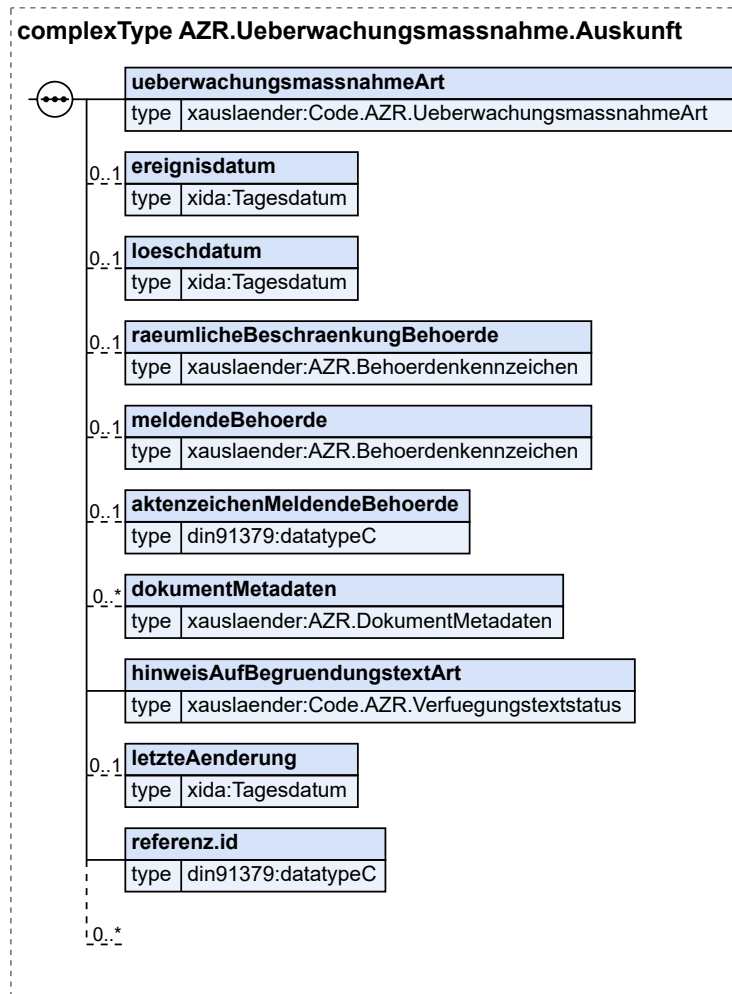 complexType AZR.Ueberwachungsmassnahme.Auskunft
ueberwachungsmassnahmeArt
type xauslaender:Code.AZR.UeberwachungsmassnahmeArt
0..1 ereignisdatum
type xida:Tagesdatum
0..1 loeschdatum
type xida:Tagesdatum
0..1 raeumlicheBeschraenkungBehoerde
type xauslaender:AZR.Behoerdenkennzeichen
0..1 meldendeBehoerde
type xauslaender:AZR.Behoerdenkennzeichen
0..1 aktenzeichenMeldendeBehoerde
type din91379:datatypeC
0..* dokumentMetadaten
type xauslaender:AZR.DokumentMetadaten
hinweisAufBegruendungstextArt
type xauslaender:Code.AZR.Verfuegungstextstatus
0..1 letzteAenderung
type xida:Tagesdatum
referenz.id
type din91379:datatypeC
0..*